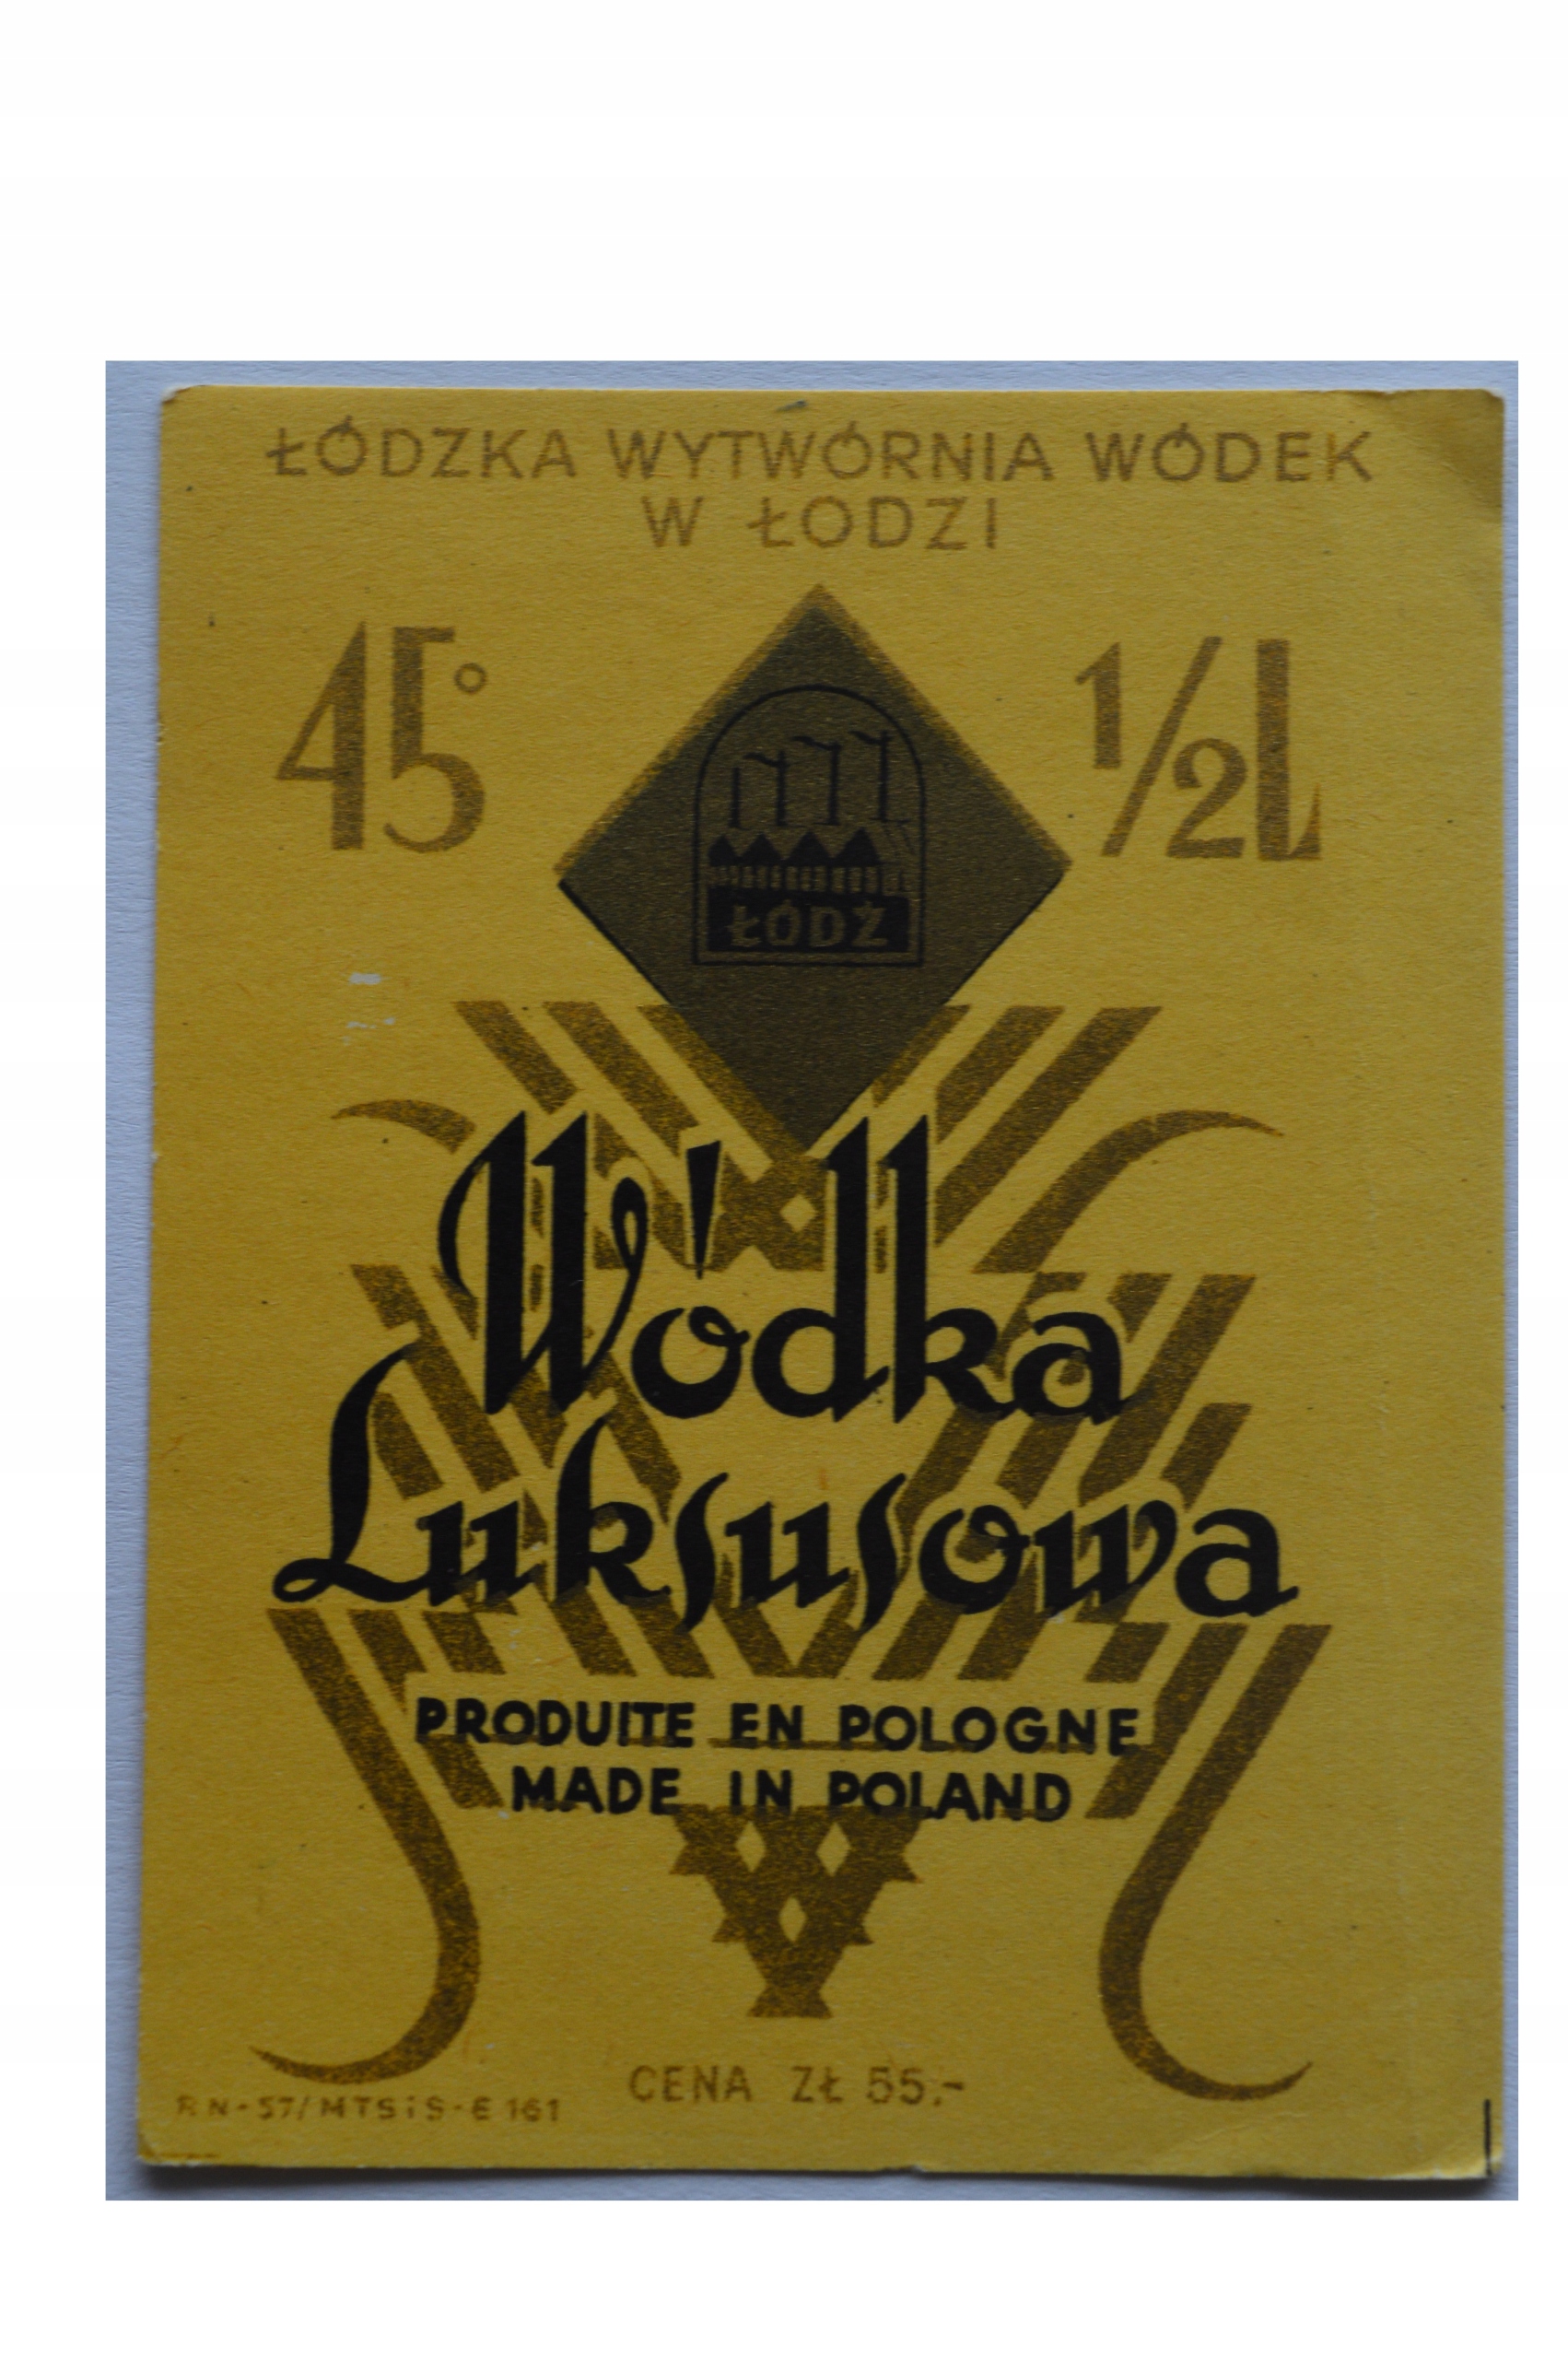 ŁÓDZKA WYTWÓRNIA WÓDEK
W ŁODZI
45° 1/2L
ŁÓDŹ
Wódka
Luksusowa
PRODUITE EN POLOGNE
MADE IN POLAND
CENA ZŁ 55.-
RN-57/MTSiS-E 161